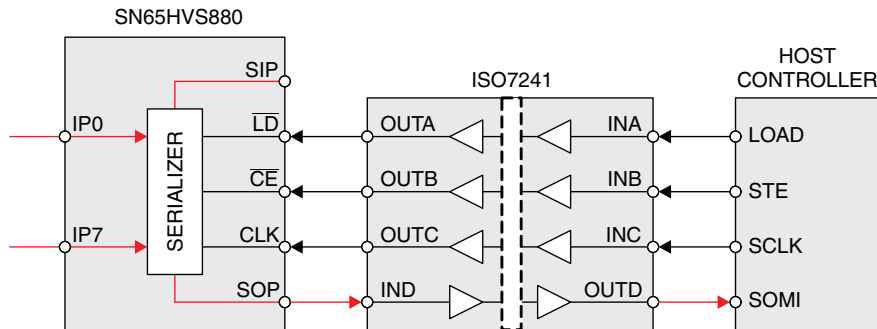 SN65HVS880
SIP
IP0
LD
CE
IP7
CLK
SOP
SERIALIZER
ISO7241
OUTA
INA
OUTB
INB
OUTC
INC
IND
OUTD
HOST
CONTROLLER
LOAD
STE
SCLK
SOMI